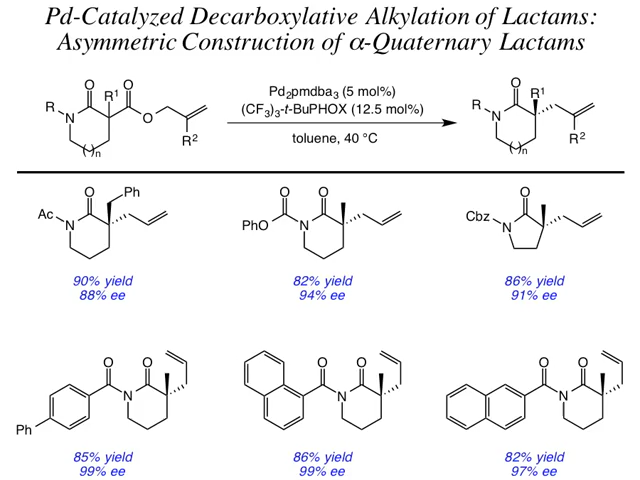 Pd-Catalyzed Decarboxylative Alkylation of Lactams:
Asymmetric Construction of α-Quaternary Lactams
O O
R N R¹ O R²
( )n
Pd₂pmdba₃ (5 mol%)
(CF₃)₃-t-BuPHOX (12.5 mol%)
toluene, 40 °C
O
R N R¹ R²
( )n
O Ph
Ac N
90% yield
88% ee
O O
PhO N
82% yield
94% ee
O
Cbz N
86% yield
91% ee
O O
N
Ph
85% yield
99% ee
O O
N
86% yield
99% ee
O O
N
82% yield
97% ee